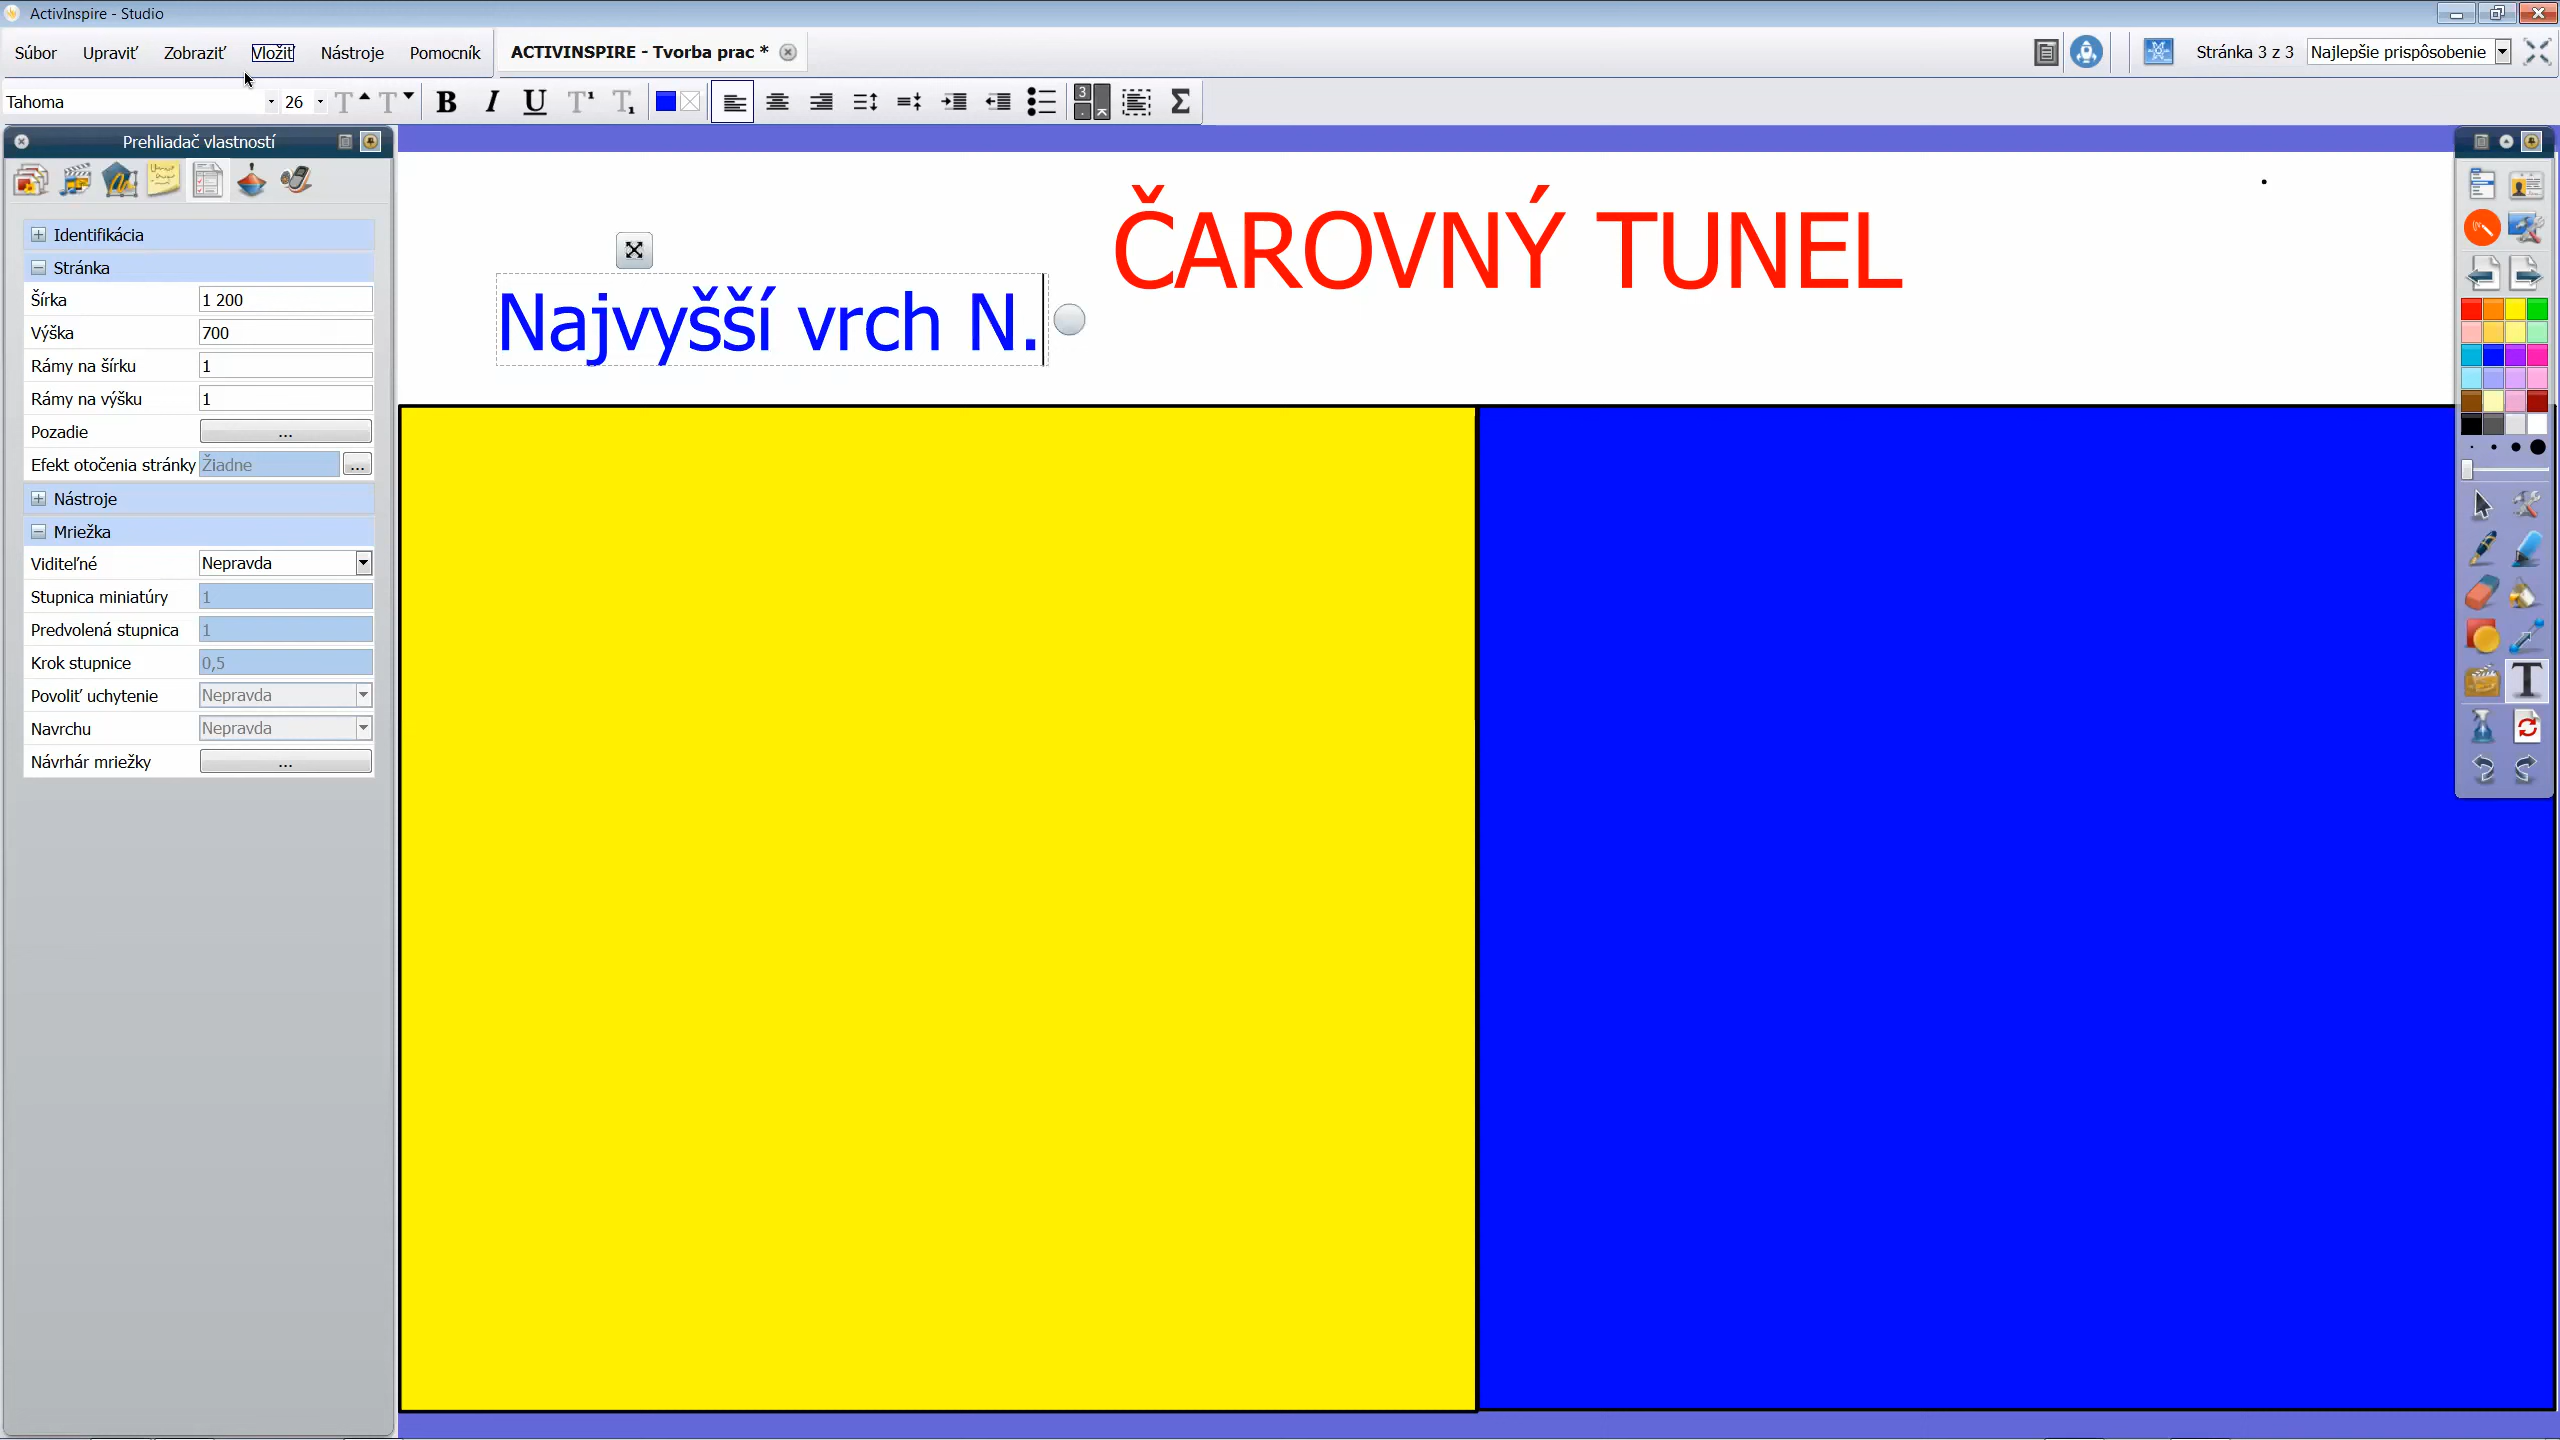 ActivInspire - Studio
Súbor Upraviť Zobraziť Vložiť Nástroje Pomocník
ACTIVINSPIRE - Tvorba prac *
Stránka 3 z 3
Najlepšie prispôsobenie
Tahoma 26
Prehliadač vlastností
Identifikácia
Stránka
Šírka 1 200
Výška 700
Rámy na šírku 1
Rámy na výšku 1
Pozadie ...
Efekt otočenia stránky Žiadne ...
Nástroje
Mriežka
Viditeľné Nepravda
Stupnica miniatúry 1
Predvolená stupnica 1
Krok stupnice 0,5
Povoliť uchytenie Nepravda
Navrchu Nepravda
Návrhár mriežky ...
ČAROVNÝ TUNEL
Najvyšší vrch N.